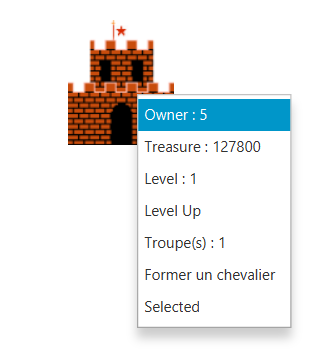 Owner : 5
Treasure : 127800
Level : 1
Level Up
Troupe(s) : 1
Former un chevalier
Selected